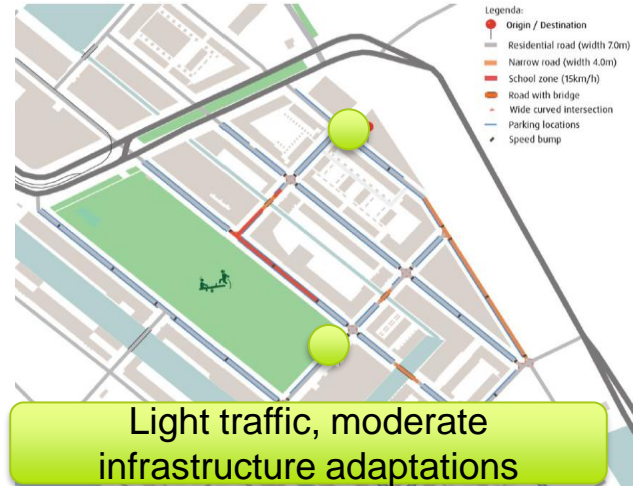 Legenda:
Origin / Destination
Residential road (width 7.0m)
Narrow road (width 4.0m)
School zone (15km/h)
Road with bridge
Wide curved intersection
Parking locations
Speed bump
Light traffic, moderate
infrastructure adaptations